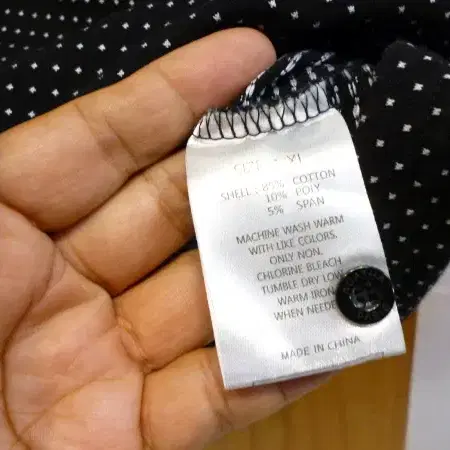 SHELL : 85% COTTON
10% POLY
5% SPAN
MACHINE WASH WARM
WITH LIKE COLORS.
ONLY NON.
CHLORINE BLEACH
TUMBLE DRY LOW
WARM IRON
WHEN NEEDE
MADE IN CHINA